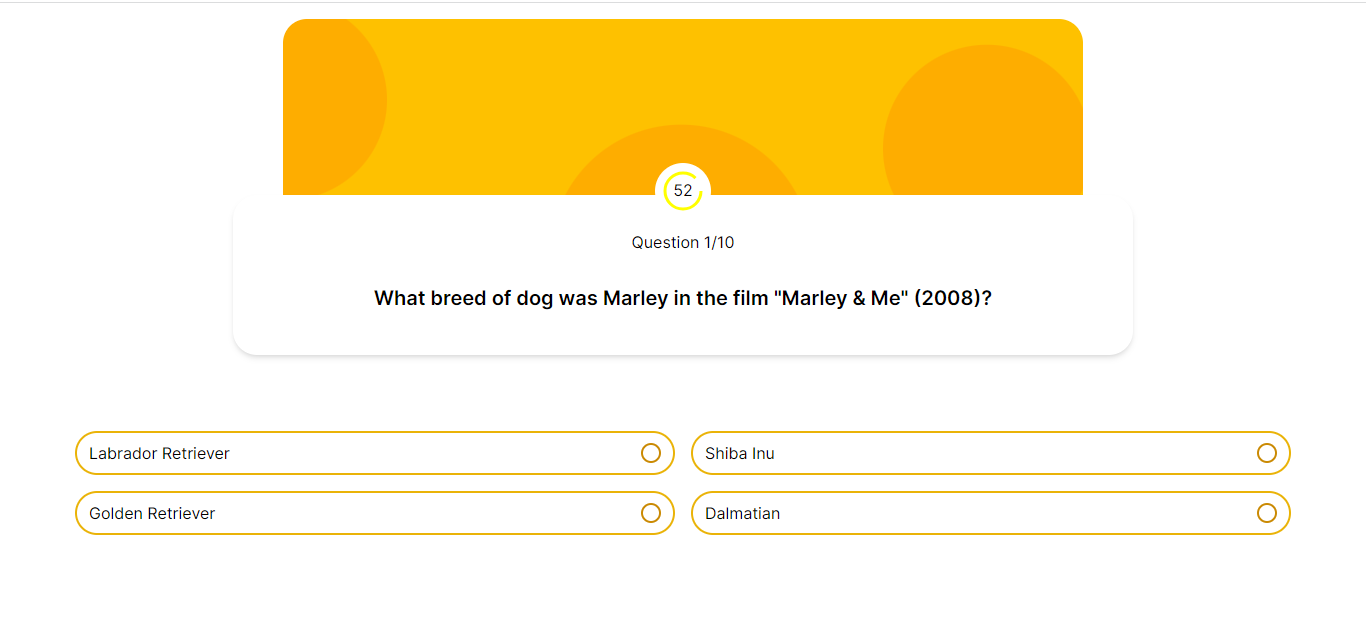 52
Question 1/10
What breed of dog was Marley in the film "Marley & Me" (2008)?
Labrador Retriever
Shiba Inu
Golden Retriever
Dalmatian